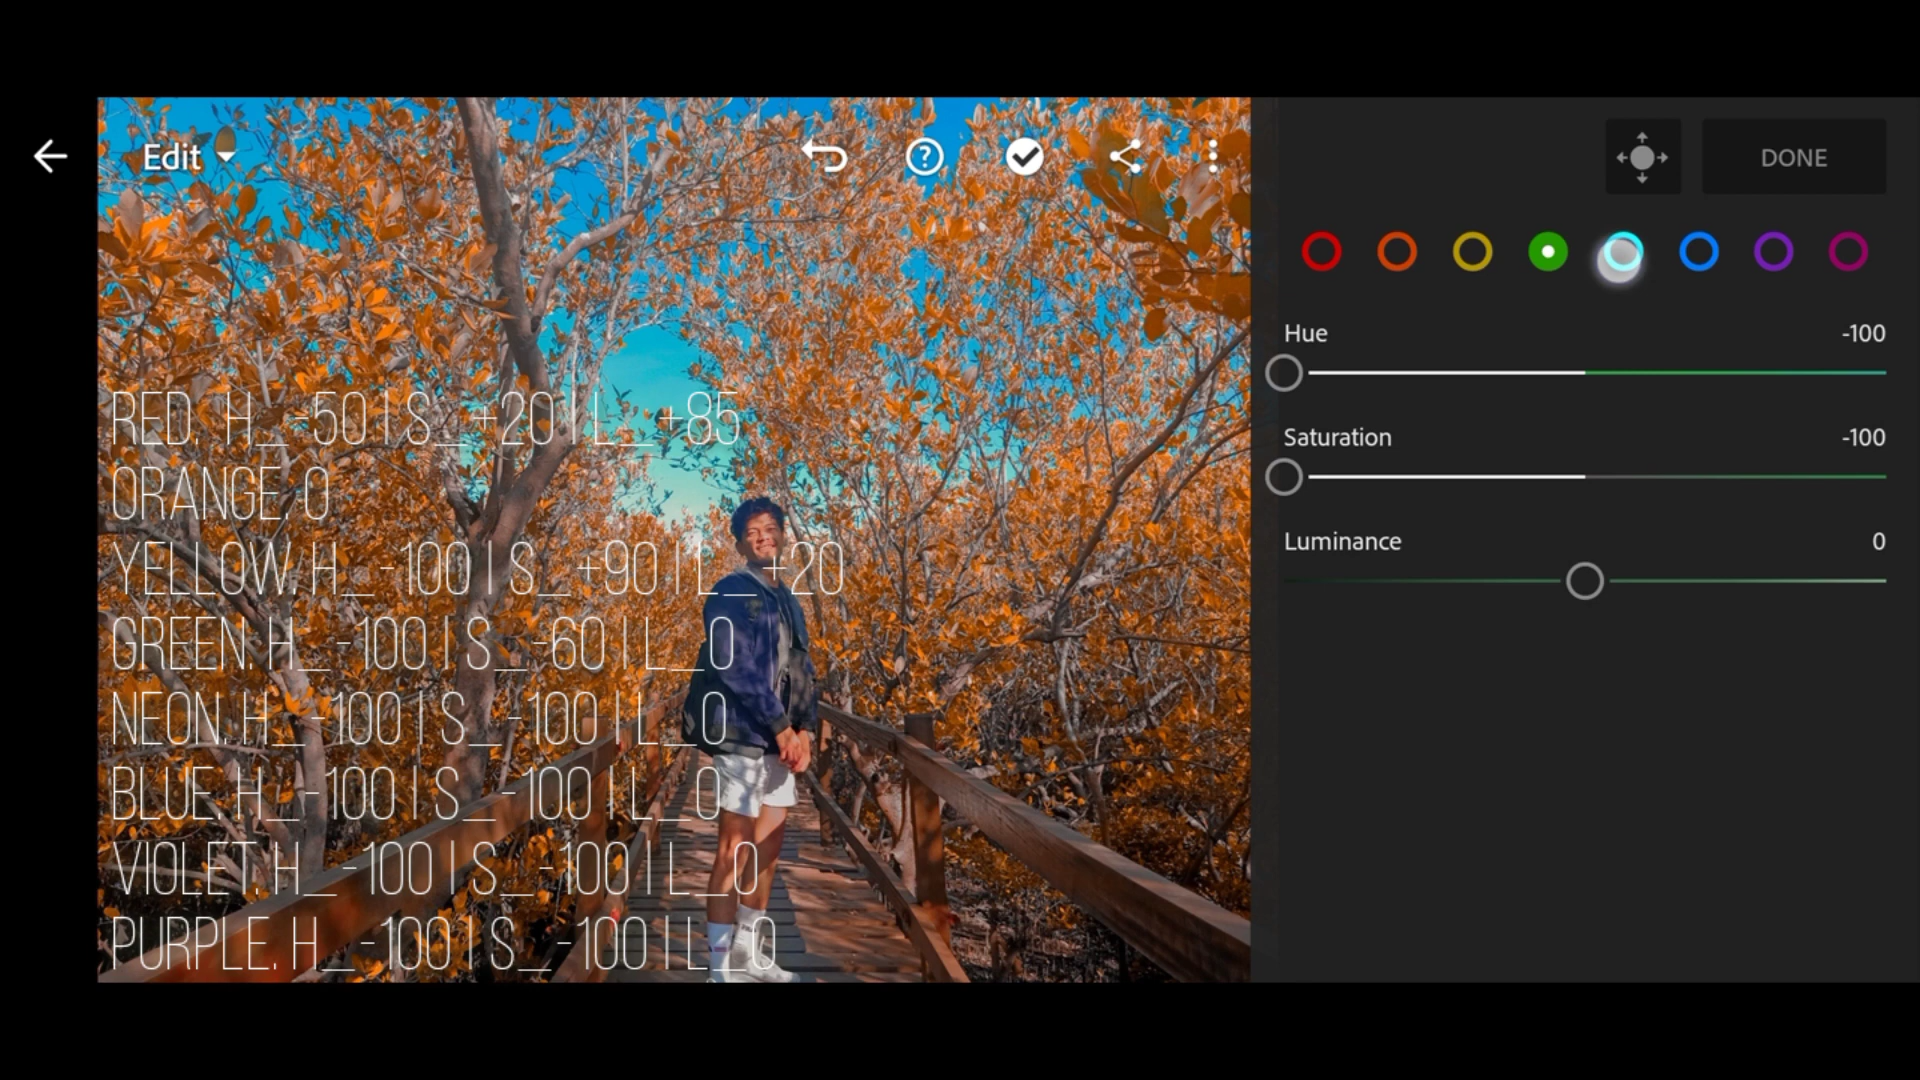 Edit
DONE
Hue -100
Saturation -100
Luminance 0
RED. H_-50 | S_+20 | L_+85
ORANGE. 0
YELLOW. H_-100 | S_+90 | L_+20
GREEN. H_-100 | S_-60 | L_0
NEON. H_-100 | S_-100 | L_0
BLUE. H_-100 | S_-100 | L_0
VIOLET. H_-100 | S_-100 | L_0
PURPLE. H_-100 | S_-100 | L_0